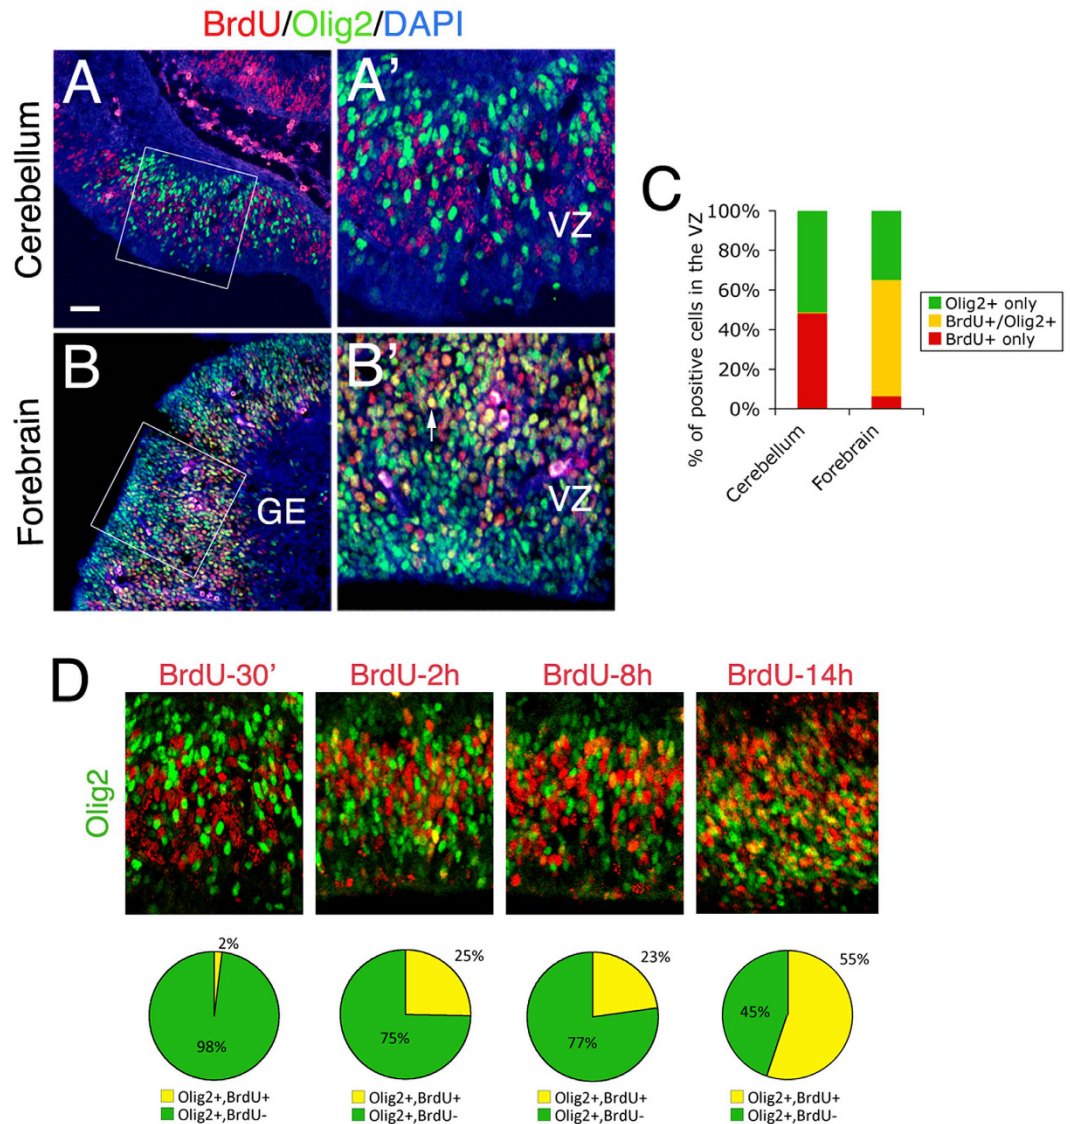 BrdU/Olig2/DAPI
Cerebellum
A
A'
VZ
Forebrain
B
GE
B'
VZ
C
% of positive cells in the VZ
100%
80%
60%
40%
20%
0%
Cerebellum
Forebrain
Olig2+ only
BrdU+/Olig2+
BrdU+ only
D
BrdU-30'
BrdU-2h
BrdU-8h
BrdU-14h
Olig2
2%
98%
Olig2+,BrdU+
Olig2+,BrdU-
25%
75%
Olig2+,BrdU+
Olig2+,BrdU-
23%
77%
Olig2+,BrdU+
Olig2+,BrdU-
55%
45%
Olig2+,BrdU+
Olig2+,BrdU-